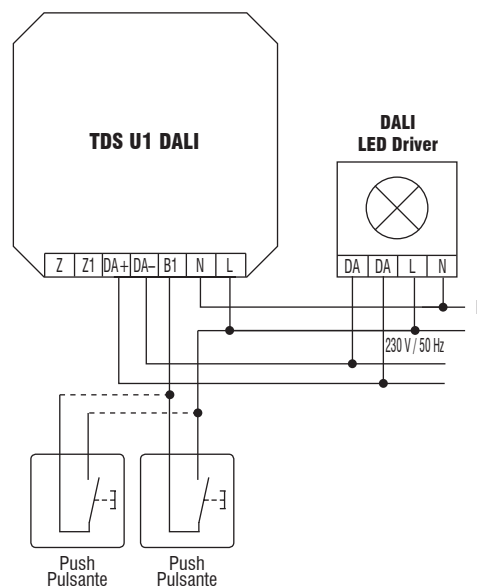 TDS U1 DALI
DALI
LED Driver
Z Z1 DA+ DA– B1 N L
DA DA L N
230 V / 50 Hz
Push
Pulsante
Push
Pulsante